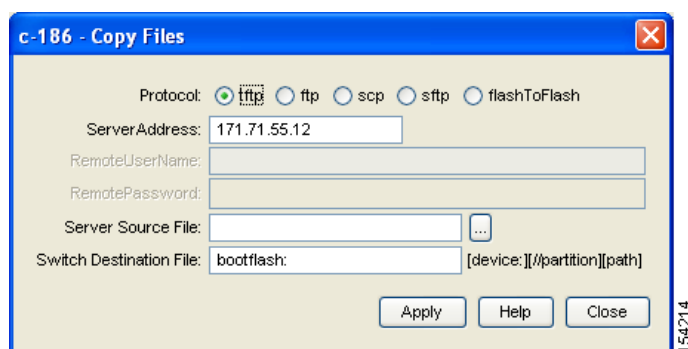 c-186 - Copy Files
Protocol: tftp ftp scp sftp flashToFlash
ServerAddress: 171.71.55.12
RemoteUserName:
RemotePassword:
Server Source File: ...
Switch Destination File: bootflash: [device:][//partition][path]
Apply Help Close
154214